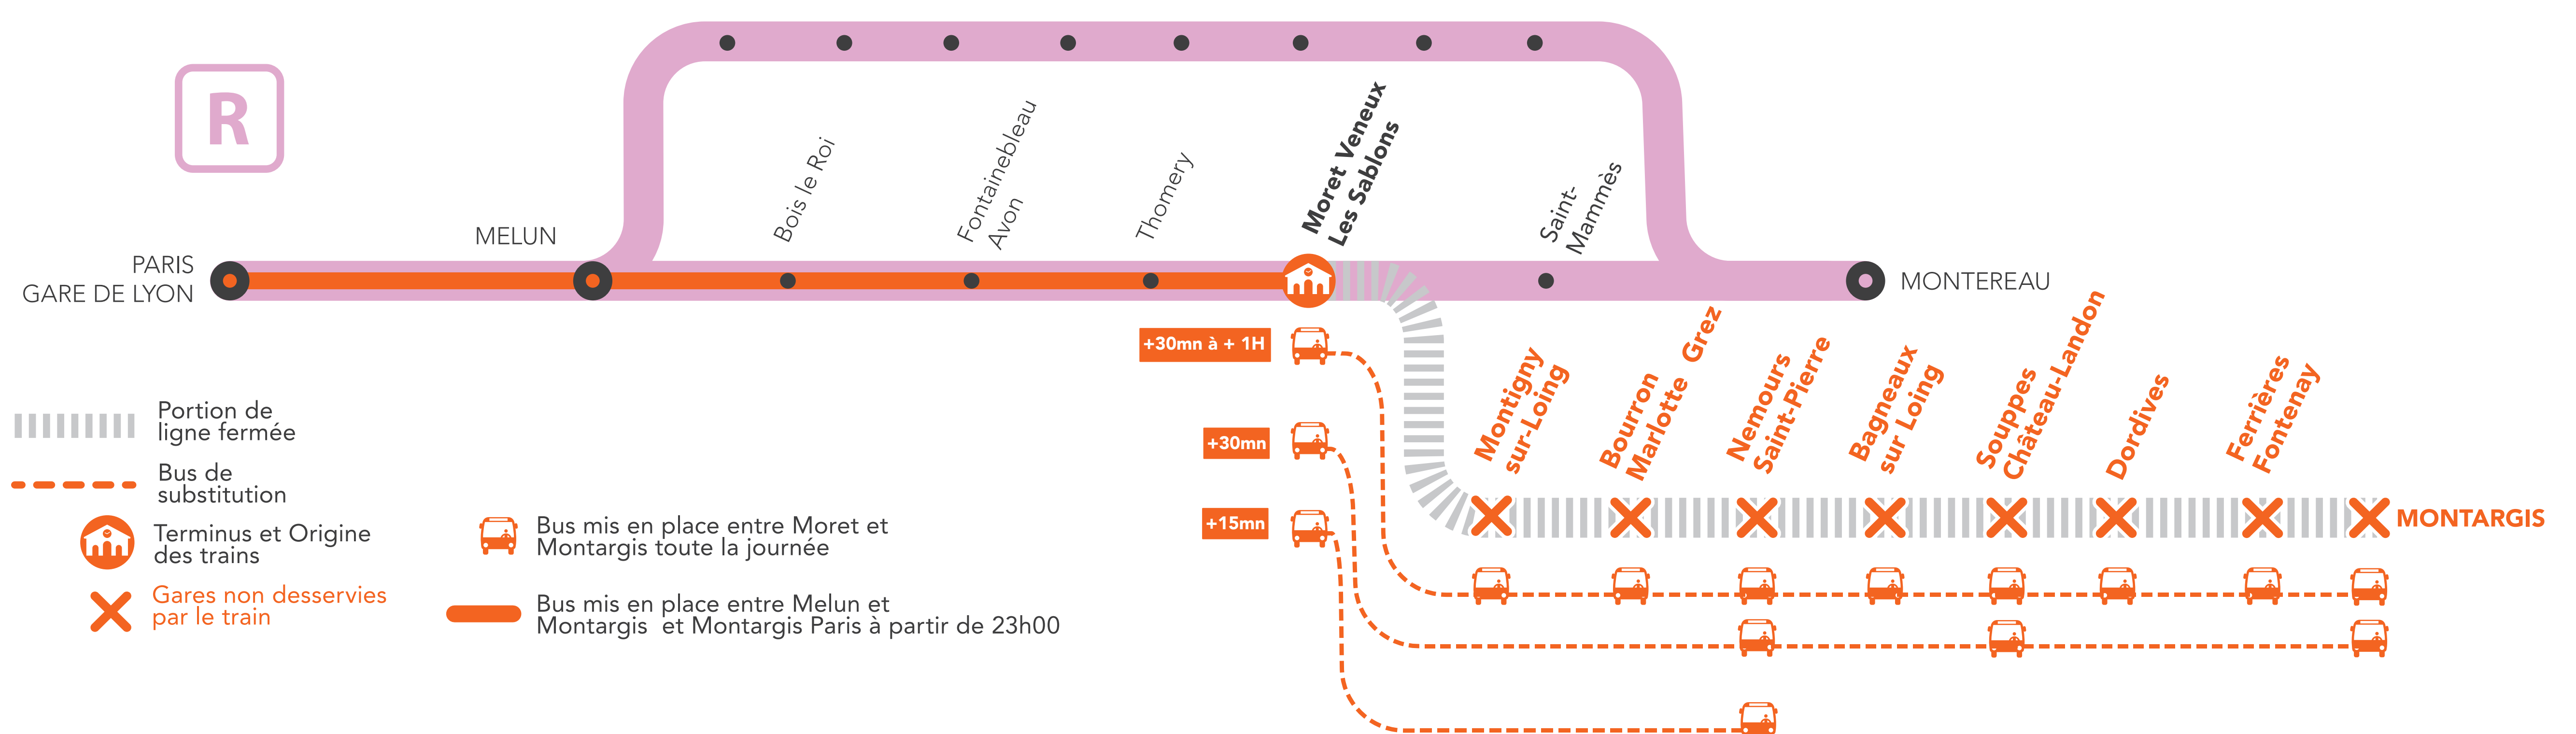 R
PARIS
GARE DE LYON
MELUN
Bois le Roi
Fontainebleau
Avon
Thomery
Moret Veneux
Les Sablons
Saint-
Mammès
MONTEREAU
+30mn à + 1H
+30mn
+15mn
Montigny
sur-Loing
Bourron
Marlotte Grez
Nemours
Saint-Pierre
Bagneaux
sur Loing
Souppes
Château-Landon
Dordives
Ferrières
Fontenay
MONTARGIS
Portion de
ligne fermée
Bus de
substitution
Terminus et Origine
des trains
Gares non desservies
par le train
Bus mis en place entre Moret et
Montargis toute la journée
Bus mis en place entre Melun et
Montargis et Montargis Paris à partir de 23h00